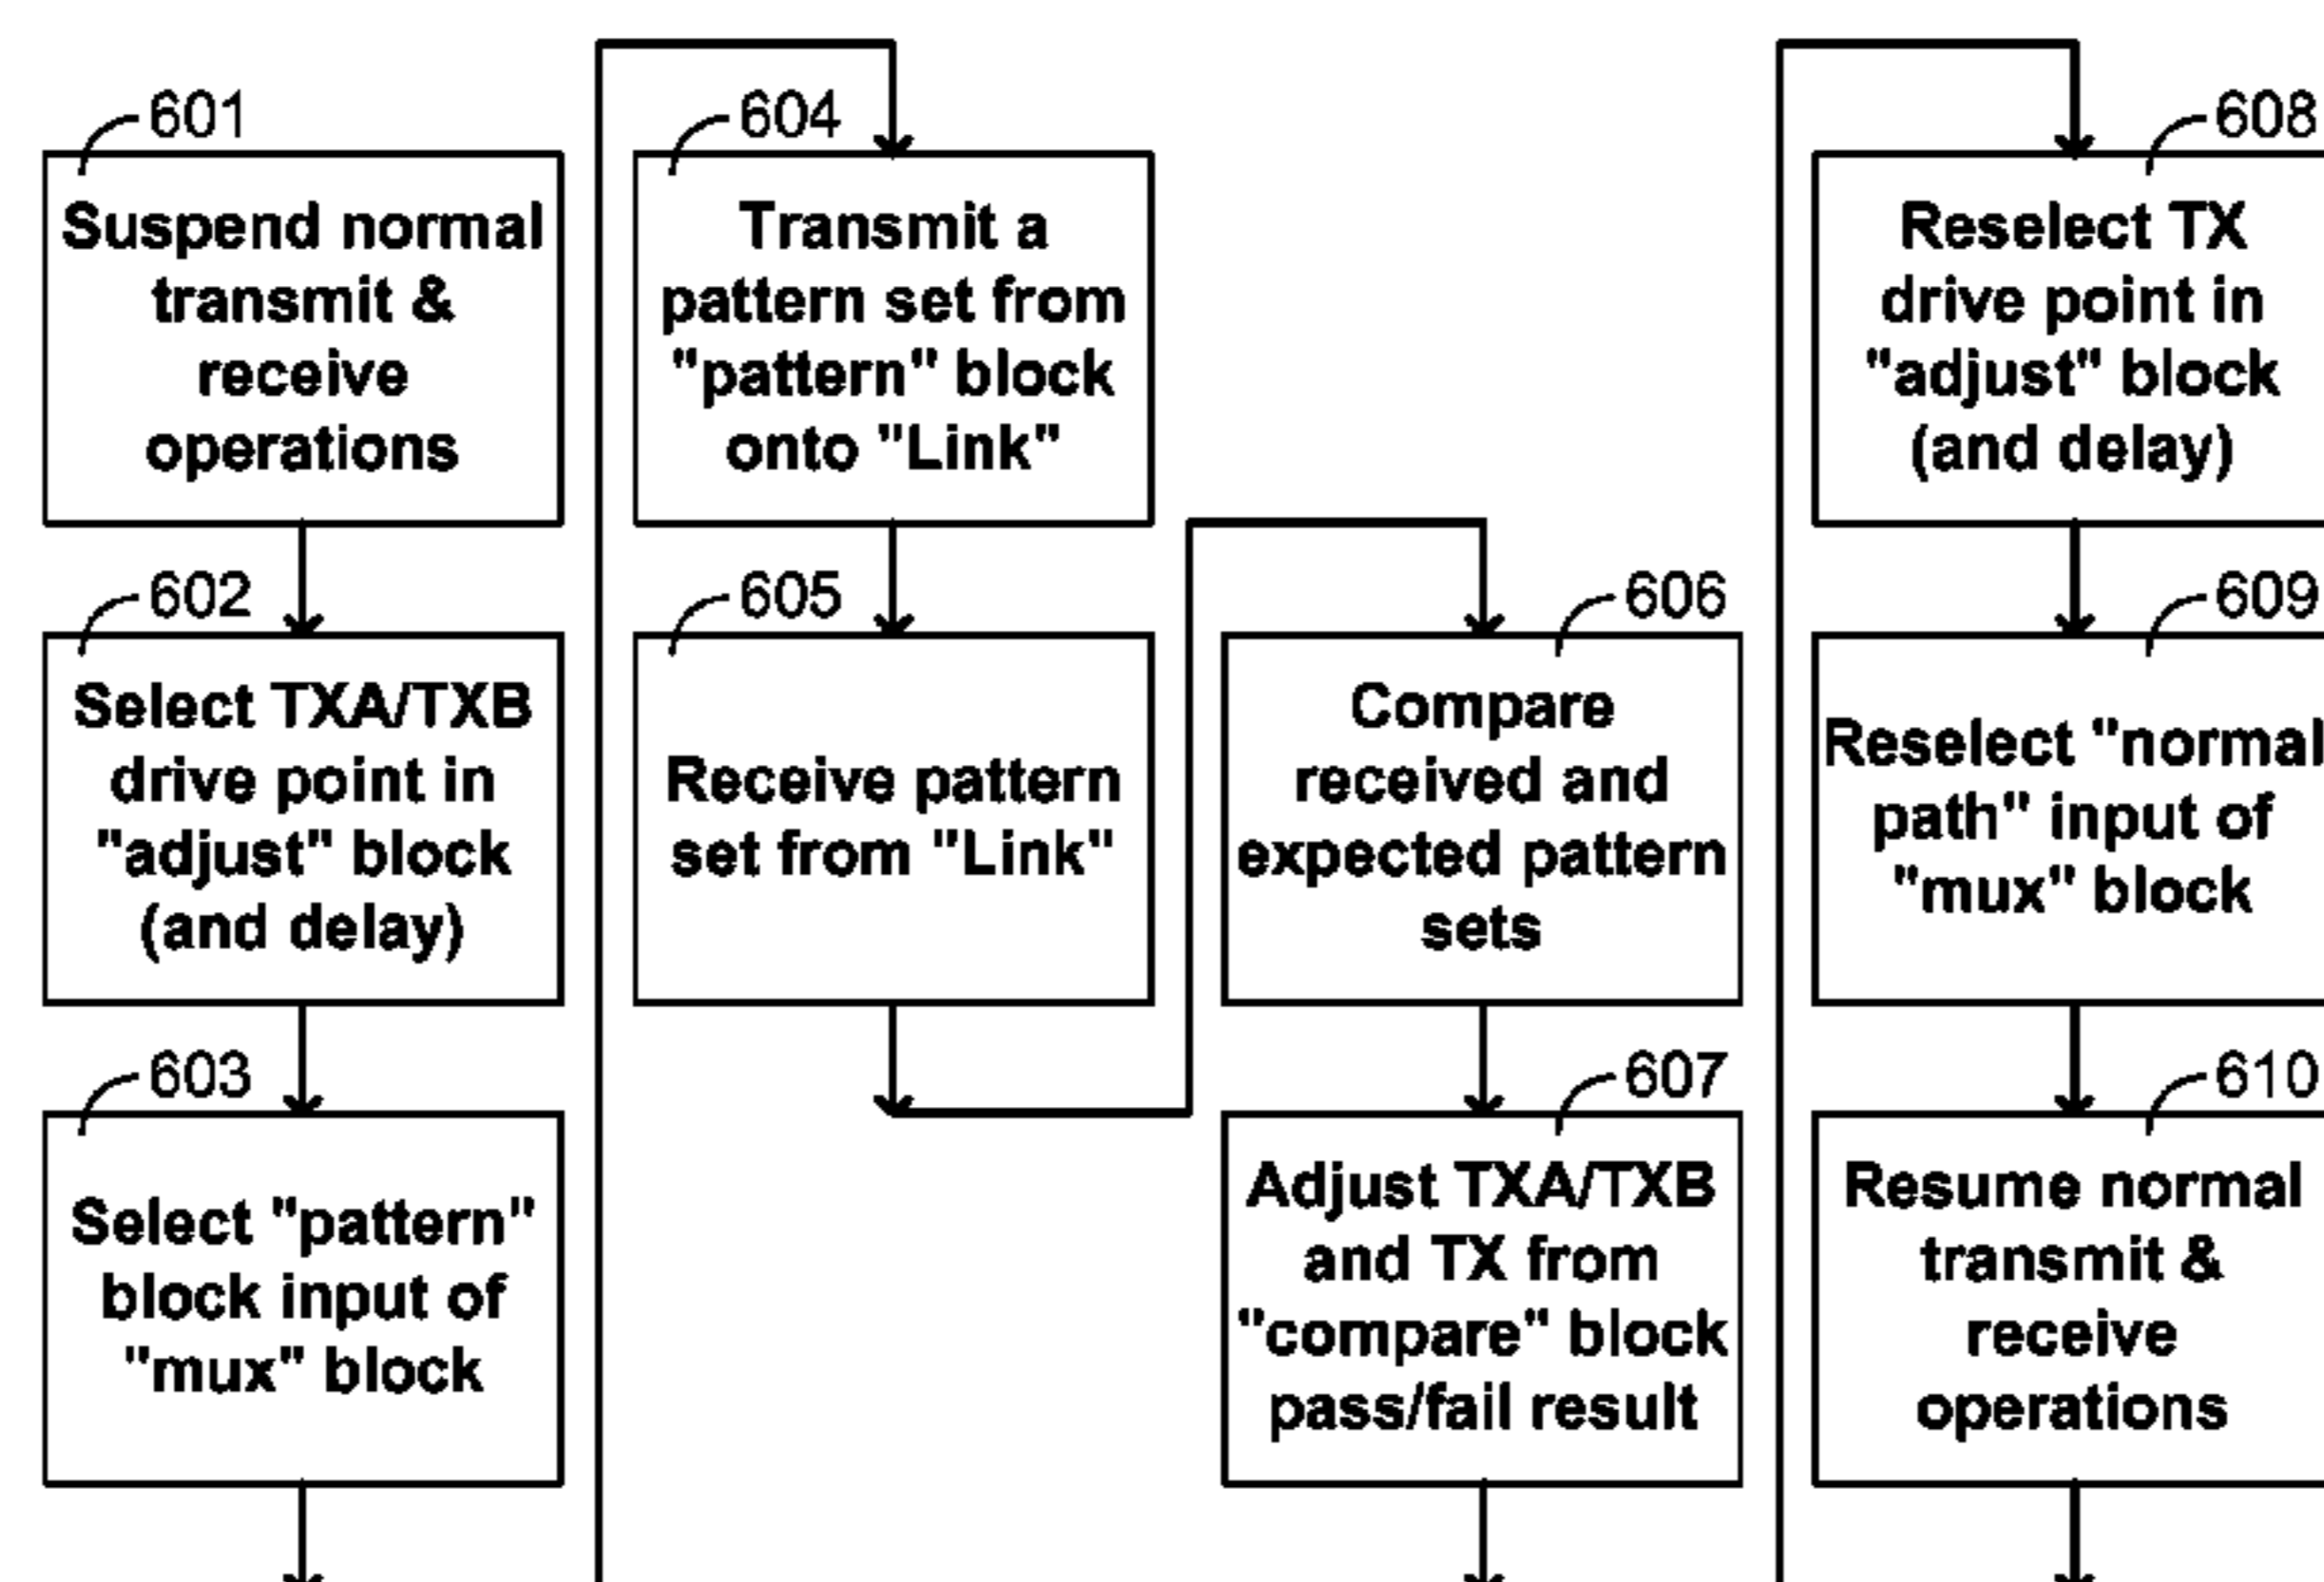 601
Suspend normal
transmit &
receive
operations
602
Select TXA/TXB
drive point in
"adjust" block
(and delay)
603
Select "pattern"
block input of
"mux" block
604
Transmit a
pattern set from
"pattern" block
onto "Link"
605
Receive pattern
set from "Link"
606
Compare
received and
expected pattern
sets
607
Adjust TXA/TXB
and TX from
"compare" block
pass/fail result
608
Reselect TX
drive point in
"adjust" block
(and delay)
609
Reselect "normal
path" input of
"mux" block
610
Resume normal
transmit &
receive
operations